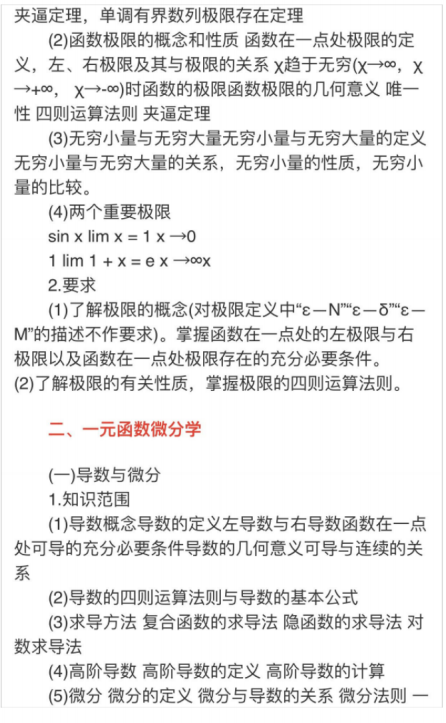 夹逼定理，单调有界数列极限存在定理
(2)函数极限的概念和性质 函数在一点处极限的定
义，左、右极限及其与极限的关系 χ趋于无穷(χ→∞，χ
→+∞， χ→-∞)时函数的极限函数极限的几何意义 唯一
性 四则运算法则 夹逼定理
(3)无穷小量与无穷大量无穷小量与无穷大量的定义
无穷小量与无穷大量的关系，无穷小量的性质，无穷小
量的比较。
(4)两个重要极限
sin x lim x = 1 x →0
1 lim 1 + x = e x →∞x
2.要求
(1)了解极限的概念(对极限定义中“ε—N”“ε—δ”“ε—
M”的描述不作要求)。掌握函数在一点处的左极限与右
极限以及函数在一点处极限存在的充分必要条件。
(2)了解极限的有关性质，掌握极限的四则运算法则。
二、一元函数微分学
(一)导数与微分
1.知识范围
(1)导数概念导数的定义左导数与右导数函数在一点
处可导的充分必要条件导数的几何意义可导与连续的关
系
(2)导数的四则运算法则与导数的基本公式
(3)求导方法 复合函数的求导法 隐函数的求导法 对
数求导法
(4)高阶导数 高阶导数的定义 高阶导数的计算
(5)微分 微分的定义 微分与导数的关系 微分法则 一